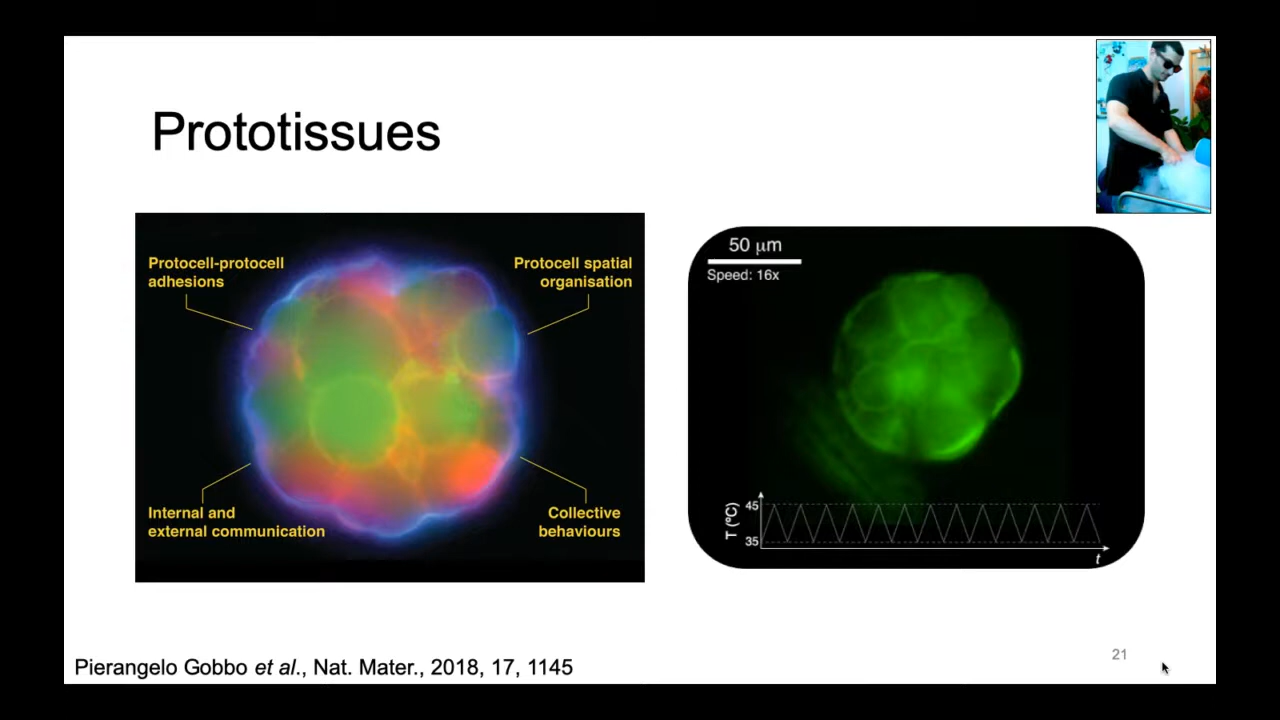 Prototissues
Protocell-protocell
adhesions
Protocell spatial
organisation
Internal and
external communication
Collective
behaviours
50 μm
Speed: 16x
T (ºC)
45
35
t
Pierangelo Gobbo et al., Nat. Mater., 2018, 17, 1145
21